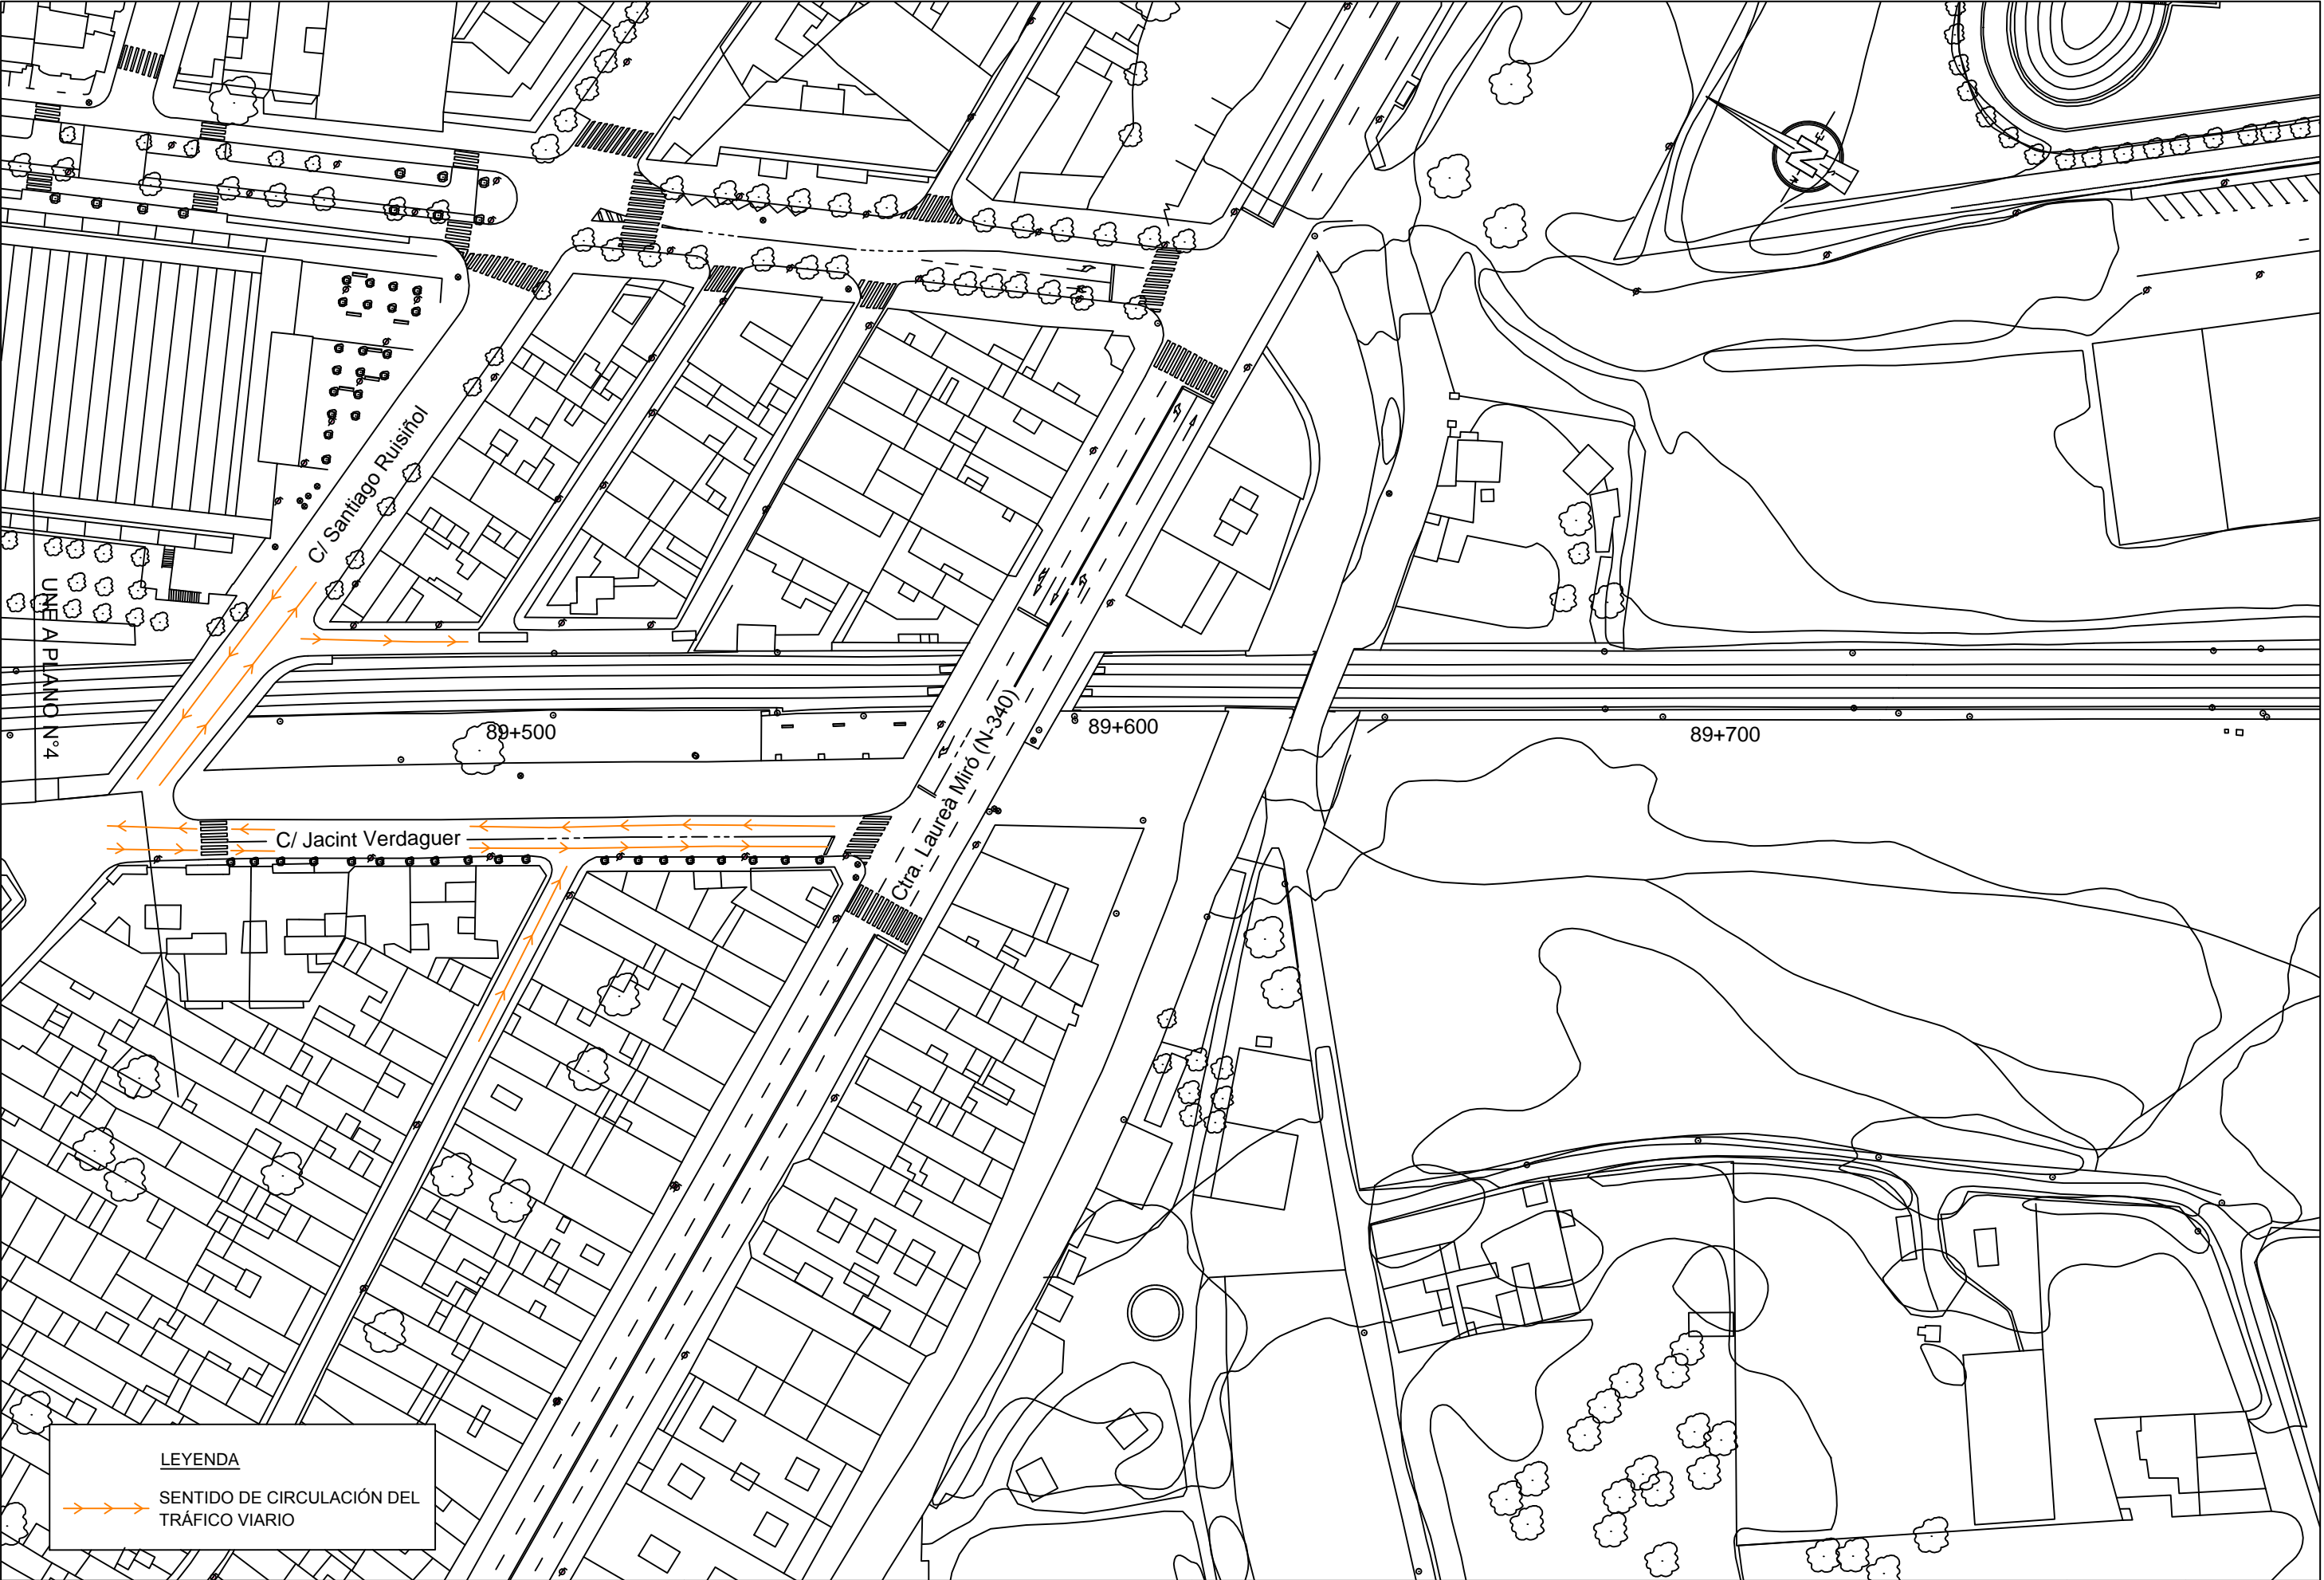 N
C/ Santiago Ruisiñol
UNE A PLANO N°4
89+500
89+600
89+700
Ctra. Laureà Miró (N-340)
C/ Jacint Verdaguer
LEYENDA
SENTIDO DE CIRCULACIÓN DEL
TRÁFICO VIARIO